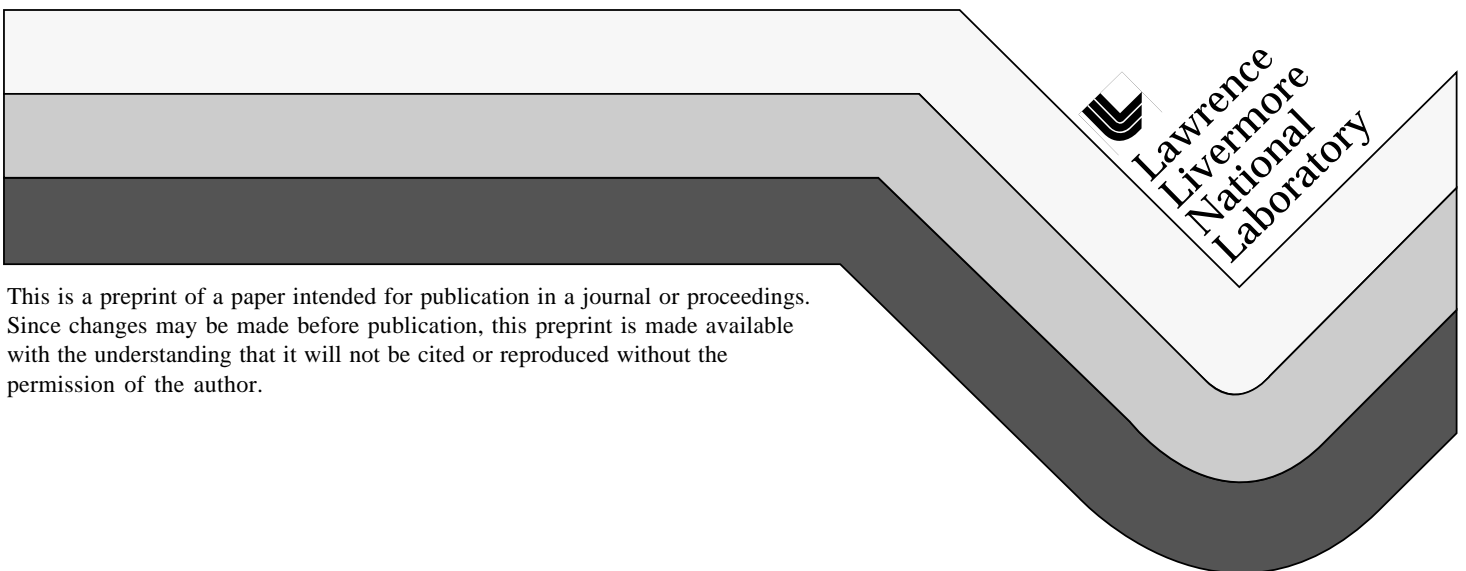 Lawrence
Livermore
National
Laboratory
This is a preprint of a paper intended for publication in a journal or proceedings.
Since changes may be made before publication, this preprint is made available
with the understanding that it will not be cited or reproduced without the
permission of the author.